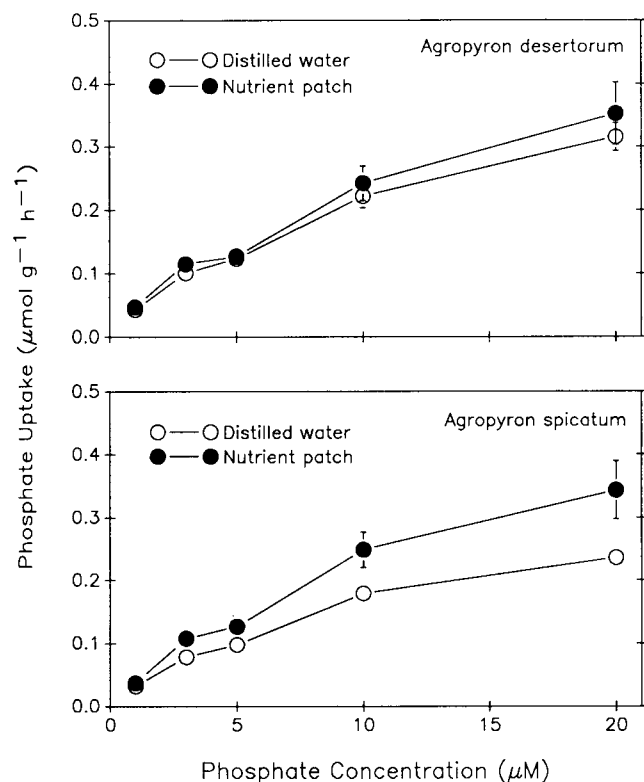 Phosphate Uptake (μmol g⁻¹ h⁻¹)
0.5
0.4
0.3
0.2
0.1
0.0
Distilled water
Nutrient patch
Agropyron desertorum
0.5
0.4
0.3
0.2
0.1
0.0
Distilled water
Nutrient patch
Agropyron spicatum
0 5 10 15 20
Phosphate Concentration (μM)